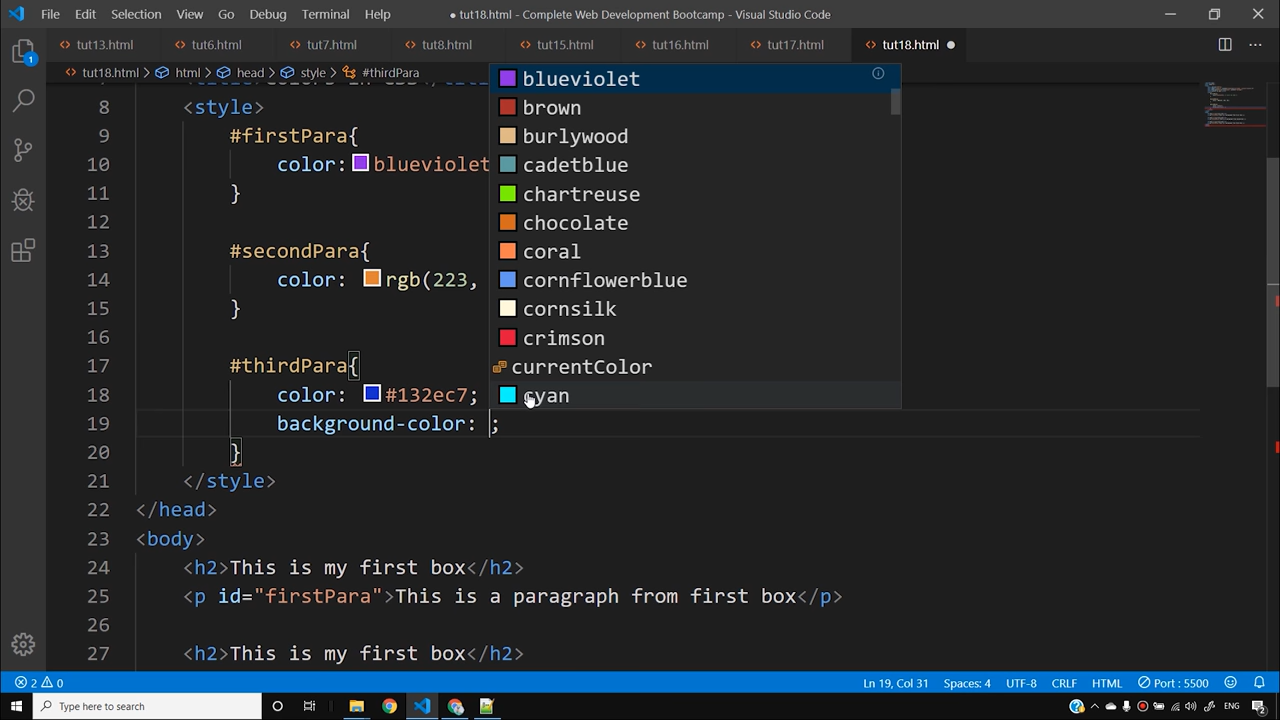 File Edit Selection View Go Debug Terminal Help ● tut18.html - Complete Web Development Bootcamp - Visual Studio Code
tut13.html tut6.html tut7.html tut8.html tut15.html tut16.html tut17.html tut18.html
tut18.html > html > head > style > #thirdPara
8 <style>
9 #firstPara{
10 color: blueviolet
11 }
12
13 #secondPara{
14 color: rgb(223,
15 }
16
17 #thirdPara{
18 color: #132ec7;
19 background-color: ;
20 }
21 </style>
22 </head>
23 <body>
24 <h2>This is my first box</h2>
25 <p id="firstPara">This is a paragraph from first box</p>
26
27 <h2>This is my first box</h2>
blueviolet
brown
burlywood
cadetblue
chartreuse
chocolate
coral
cornflowerblue
cornsilk
crimson
currentColor
cyan
1
2 0 Ln 19, Col 31 Spaces: 4 UTF-8 CRLF HTML Port : 5500
Type here to search